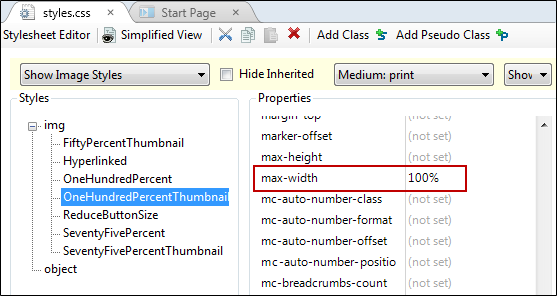 styles.css Start Page
Stylesheet Editor Simplified View Add Class Add Pseudo Class
Show Image Styles Hide Inherited Medium: print Show
Styles
img
FiftyPercentThumbnail
Hyperlinked
OneHundredPercent
OneHundredPercentThumbnail
ReduceButtonSize
SeventyFivePercent
SeventyFivePercentThumbnail
object
Properties
margin-top (not set)
marker-offset (not set)
max-height (not set)
max-width 100%
mc-auto-number-class (not set)
mc-auto-number-format (not set)
mc-auto-number-offset (not set)
mc-auto-number-positio (not set)
mc-breadcrumbs-count (not set)